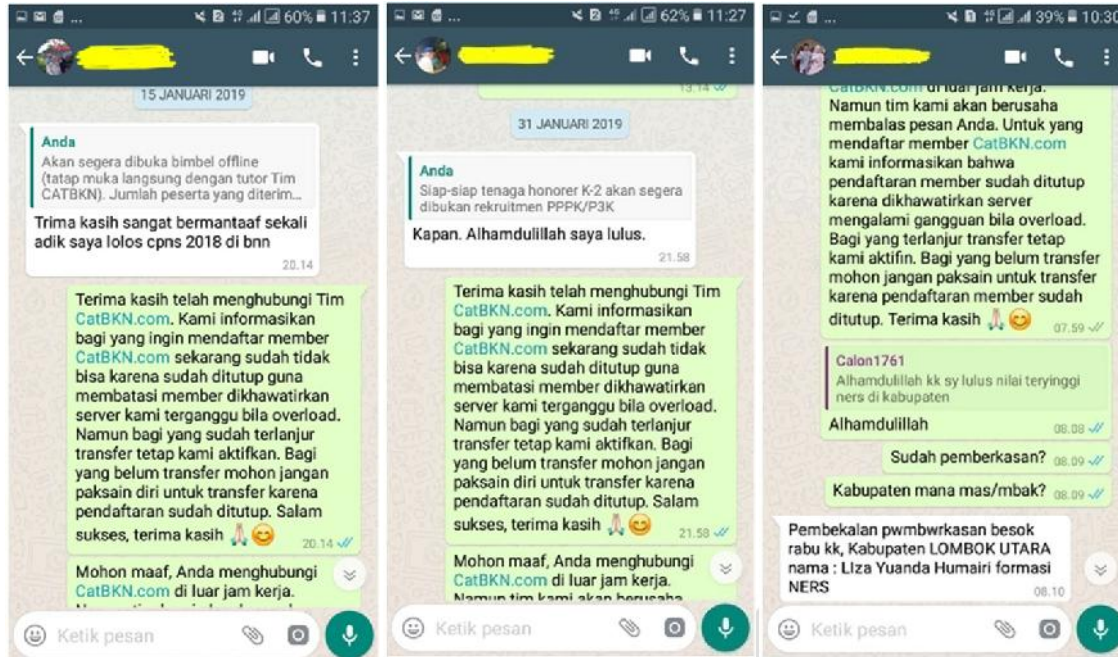 60% 11:37
15 JANUARI 2019
Anda
Akan segera dibuka bimbel offline
(tatap muka langsung dengan tutor Tim
CATBKN). Jumlah peserta yang diterim...
Trima kasih sangat bermantaaf sekali
adik saya lolos cpns 2018 di bnn
20.14
Terima kasih telah menghubungi Tim
CatBKN.com. Kami informasikan
bagi yang ingin mendaftar member
CatBKN.com sekarang sudah tidak
bisa karena sudah ditutup guna
membatasi member dikhawatirkan
server kami terganggu bila overload.
Namun bagi yang sudah terlanjur
transfer tetap kami aktifkan. Bagi
yang belum transfer mohon jangan
paksain diri untuk transfer karena
pendaftaran sudah ditutup. Salam
sukses, terima kasih 🙏😊
20.14
Mohon maaf, Anda menghubungi
CatBKN.com di luar jam kerja.
Ketik pesan
62% 11:27
13.14
31 JANUARI 2019
Anda
Siap-siap tenaga honorer K-2 akan segera
dibukan rekruitmen PPPK/P3K
Kapan. Alhamdulillah saya lulus.
21.58
Terima kasih telah menghubungi Tim
CatBKN.com. Kami informasikan
bagi yang ingin mendaftar member
CatBKN.com sekarang sudah tidak
bisa karena sudah ditutup guna
membatasi member dikhawatirkan
server kami terganggu bila overload.
Namun bagi yang sudah terlanjur
transfer tetap kami aktifkan. Bagi
yang belum transfer mohon jangan
paksain diri untuk transfer karena
pendaftaran sudah ditutup. Salam
sukses, terima kasih 🙏😊
21.58
Mohon maaf, Anda menghubungi
CatBKN.com di luar jam kerja.
Namun tim kami akan berusaha
Ketik pesan
39% 10:30
CatBKN.com di luar jam kerja.
Namun tim kami akan berusaha
membalas pesan Anda. Untuk yang
mendaftar member CatBKN.com
kami informasikan bahwa
pendaftaran member sudah ditutup
karena dikhawatirkan server
mengalami gangguan bila overload.
Bagi yang terlanjur transfer tetap
kami aktifin. Bagi yang belum transfer
mohon jangan paksain untuk transfer
karena pendaftaran member sudah
ditutup. Terima kasih 🙏😊
07.59
Calon1761
Alhamdulillah kk sy lulus nilai teryinggi
ners di kabupaten
Alhamdulillah
08.08
Sudah pemberkasan? 08.09
Kabupaten mana mas/mbak? 08.09
Pembekalan pwmbwrkasan besok
rabu kk, Kabupaten LOMBOK UTARA
nama : LIza Yuanda Humairi formasi
NERS
08.10
Ketik pesan